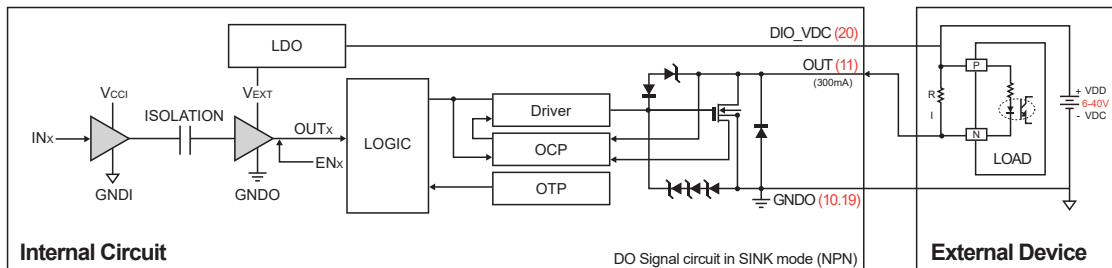 LDO
DIO_VDC (20)
OUT (11)
(300mA)
VCCI
VEXT
ISOLATION
INX
OUTX
ENX
GNDI
GNDO
LOGIC
Driver
OCP
OTP
GNDO (10.19)
P
R
I
N
LOAD
+ VDD
6-40V
- VDC
Internal Circuit
DO Signal circuit in SINK mode (NPN)
External Device